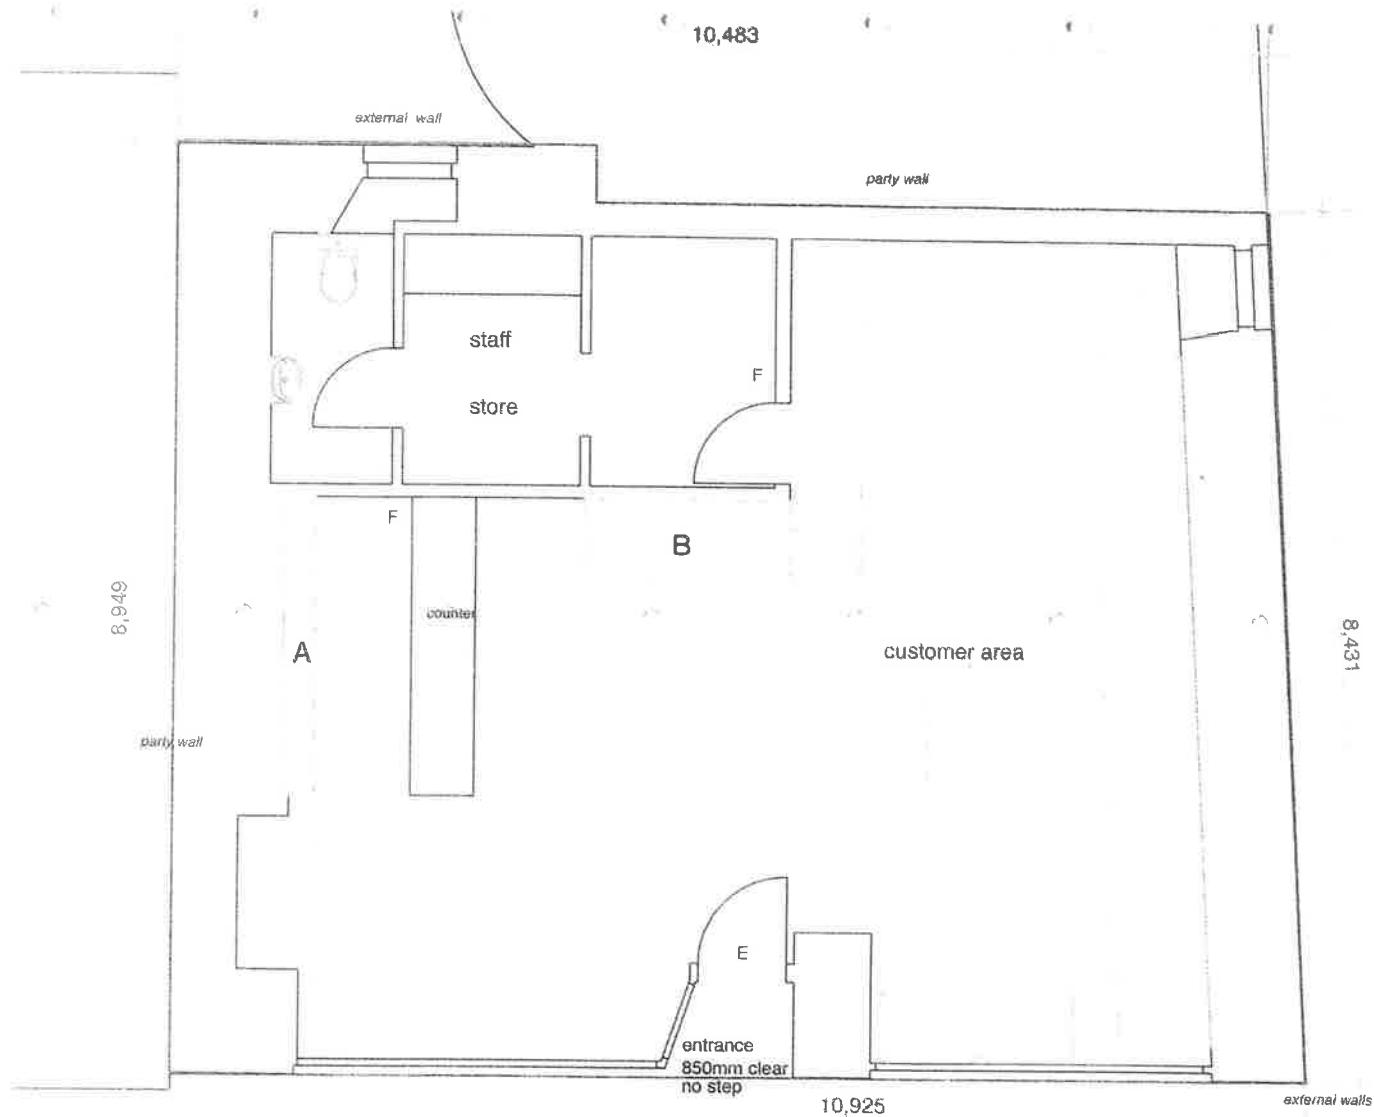 10,483
external wall
party wall
staff
F
store
F
B
8,949
counter
A
customer area
8,431
party wall
E
entrance
850mm clear
no step
10,925
external walls